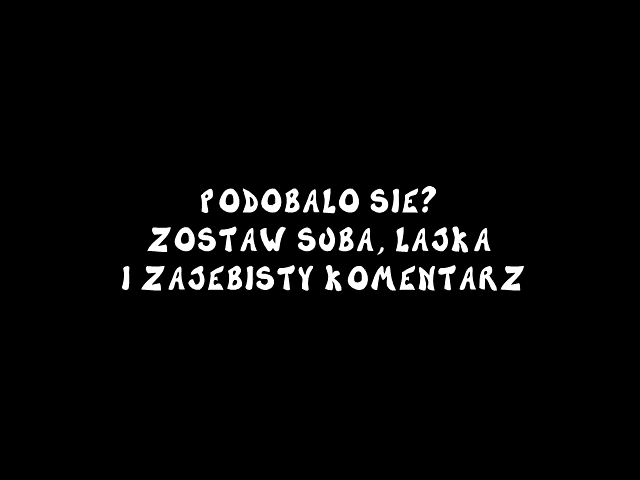 PODOBALO SIE?
ZOSTAW SUBA, LAJKA
I ZAJEBISTY KOMENTARZ